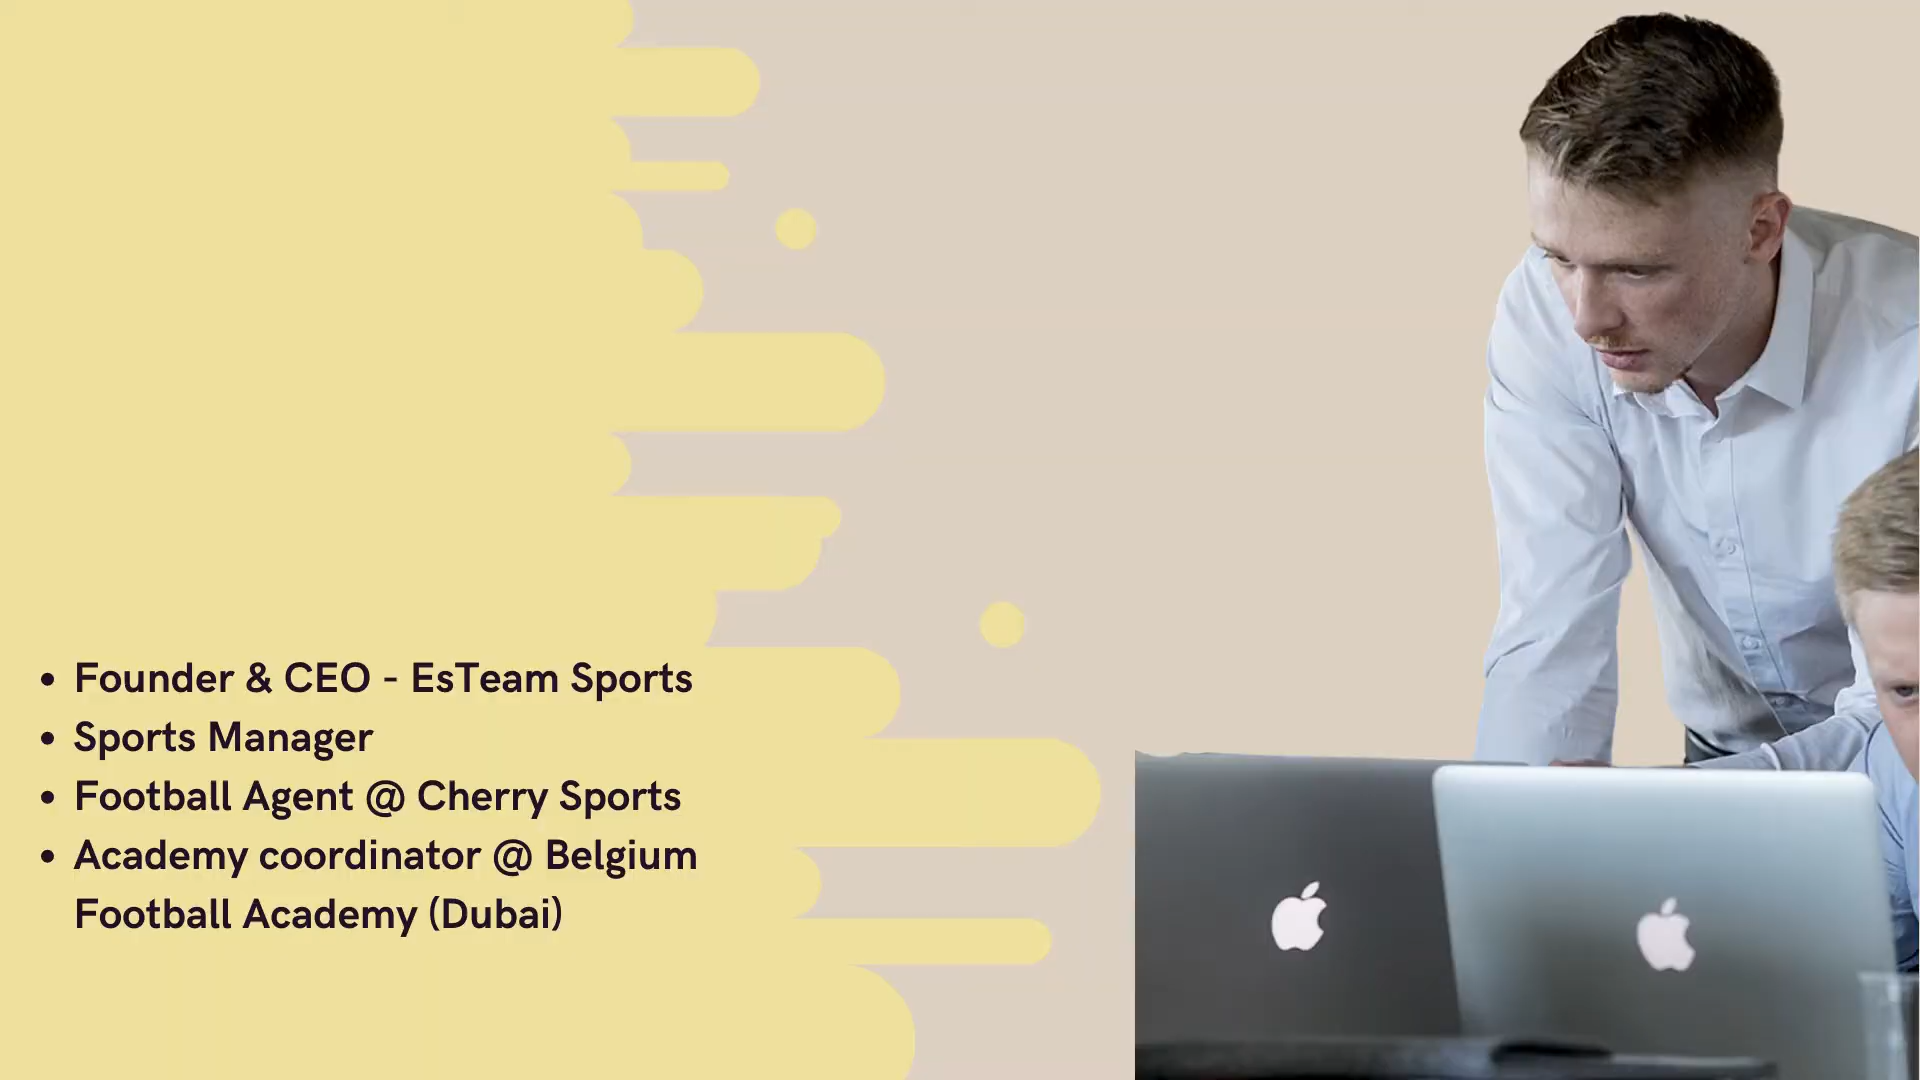 • Founder & CEO - EsTeam Sports
• Sports Manager
• Football Agent @ Cherry Sports
• Academy coordinator @ Belgium
Football Academy (Dubai)